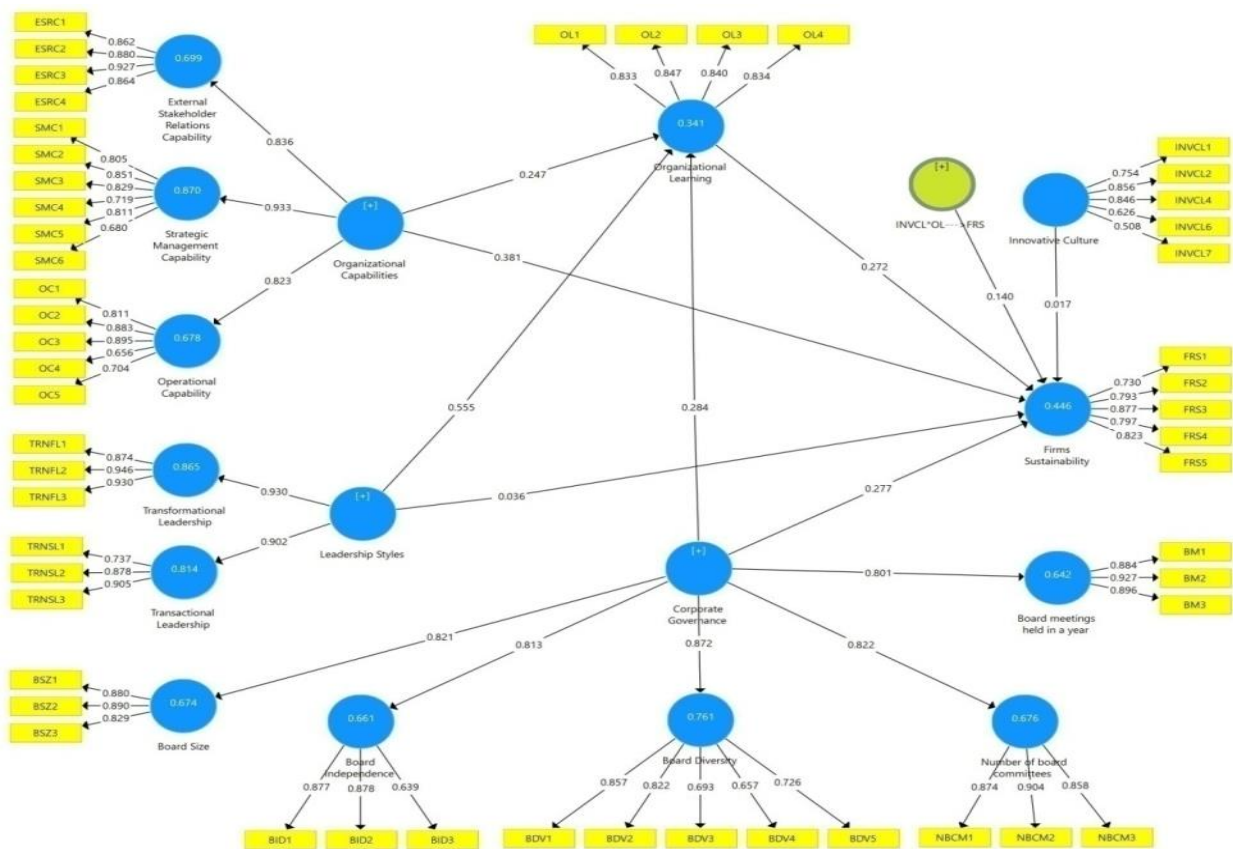 ESRC1
ESRC2
ESRC3
ESRC4
0.862
0.880
0.927
0.864
0.699
External
Stakeholder
Relations
Capability
SMC1
SMC2
SMC3
SMC4
SMC5
SMC6
0.805
0.851
0.829
0.719
0.811
0.680
0.870
Strategic
Management
Capability
OC1
OC2
OC3
OC4
OC5
0.811
0.883
0.895
0.656
0.704
0.678
Operational
Capability
0.836
0.933
0.823
[+]
Organizational
Capabilities
OL1
OL2
OL3
OL4
0.833
0.847
0.840
0.834
0.341
Organizational
Learning
0.247
0.381
0.272
[+]
INVCL*OL--->FRS
0.140
Innovative Culture
0.017
0.754
0.856
0.846
0.626
0.508
INVCL1
INVCL2
INVCL4
INVCL6
INVCL7
0.446
Firms
Sustainability
0.730
0.793
0.877
0.797
0.823
FRS1
FRS2
FRS3
FRS4
FRS5
TRNFL1
TRNFL2
TRNFL3
0.874
0.946
0.930
0.865
Transformational
Leadership
TRNSL1
TRNSL2
TRNSL3
0.737
0.878
0.905
0.814
Transactional
Leadership
0.930
0.902
[+]
Leadership Styles
0.555
0.036
0.284
0.277
[+]
Corporate
Governance
0.801
0.642
Board meetings
held in a year
0.884
0.927
0.896
BM1
BM2
BM3
0.821
0.813
0.872
0.822
BSZ1
BSZ2
BSZ3
0.880
0.890
0.829
0.674
Board Size
0.661
Board
Independence
0.877
0.878
0.639
BID1
BID2
BID3
0.761
Board Diversity
0.857
0.822
0.693
0.657
0.726
BDV1
BDV2
BDV3
BDV4
BDV5
0.676
Number of board
committees
0.874
0.904
0.858
NBCM1
NBCM2
NBCM3